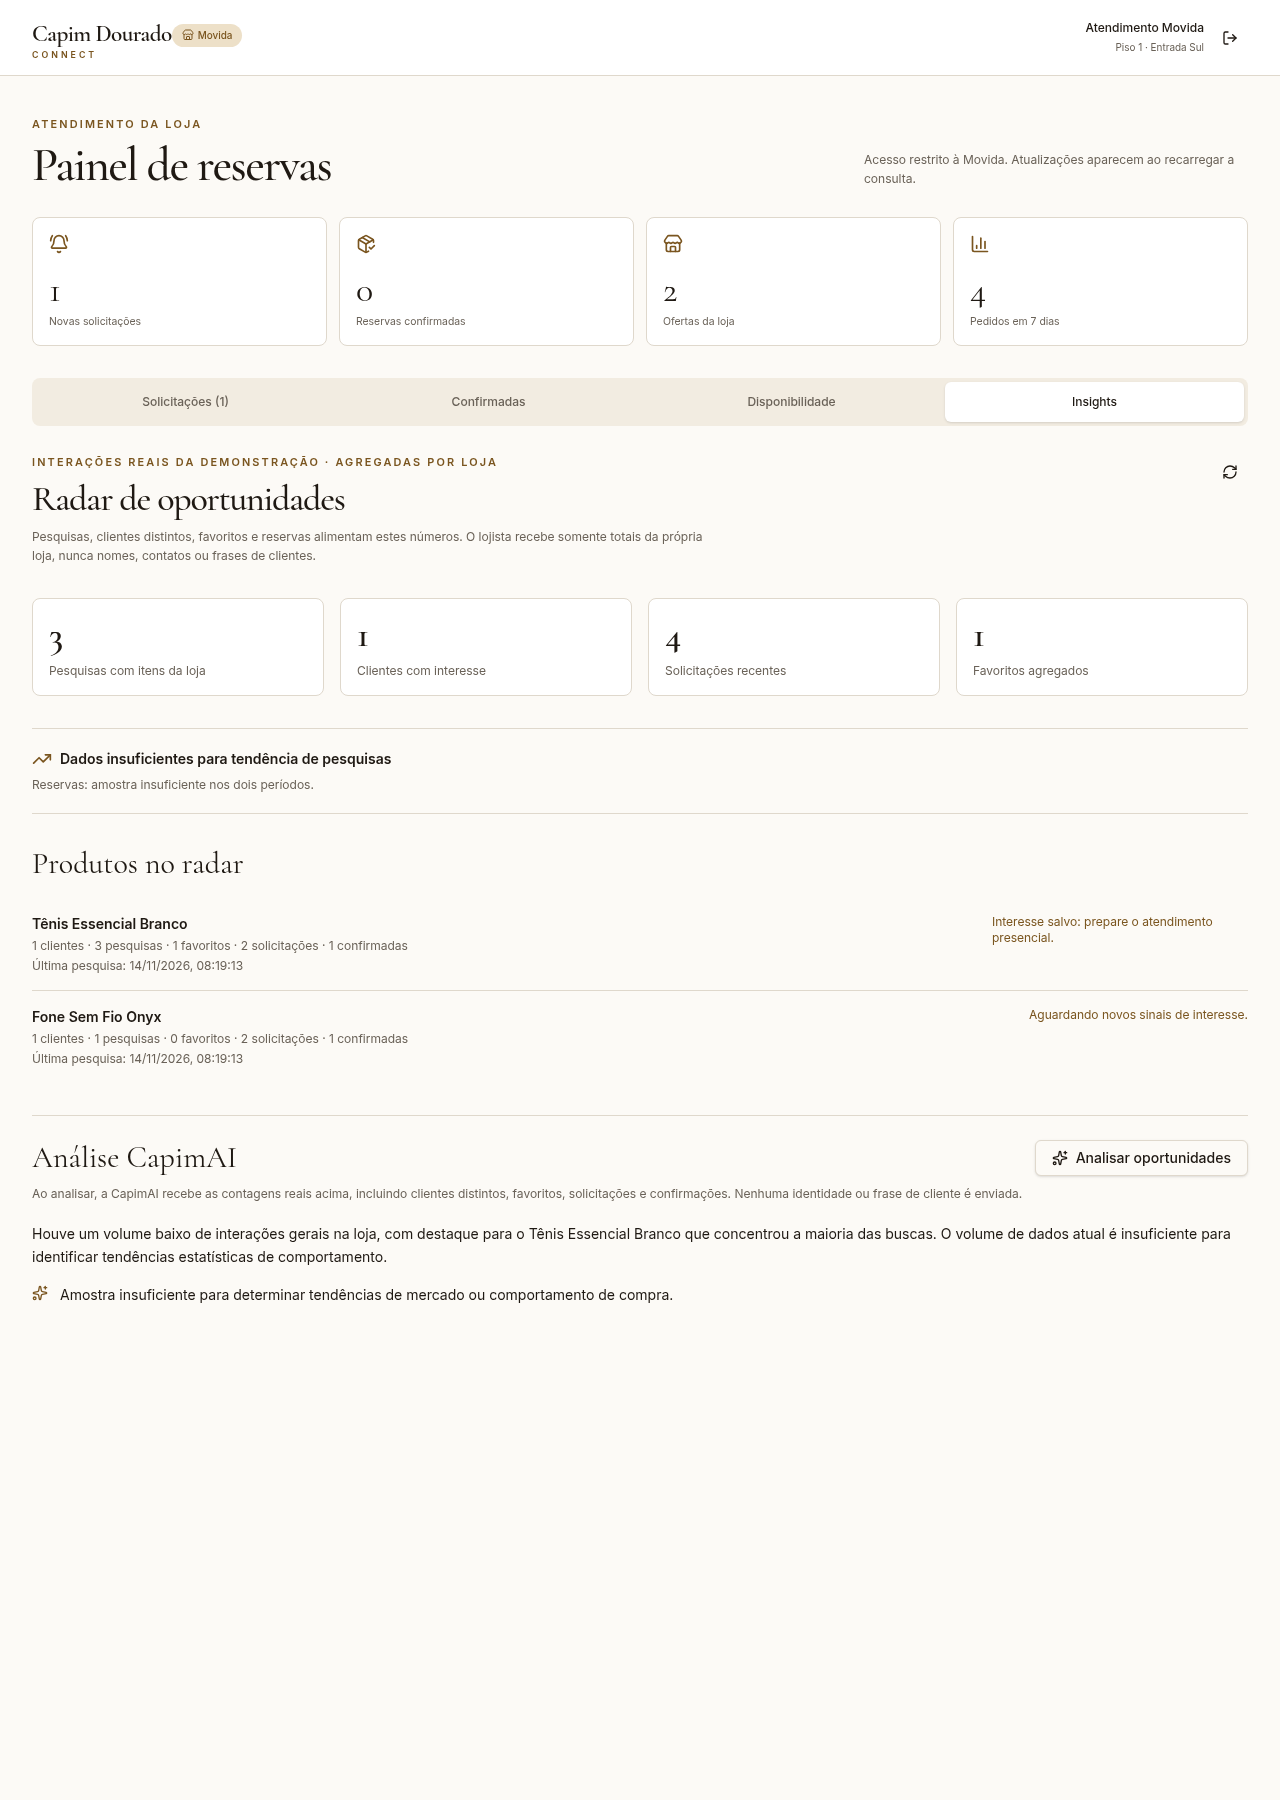 Capim Dourado
Movida
CONNECT
Atendimento Movida
Piso 1 · Entrada Sul
ATENDIMENTO DA LOJA
Painel de reservas
Acesso restrito à Movida. Atualizações aparecem ao recarregar a
consulta.
1
Novas solicitações
0
Reservas confirmadas
2
Ofertas da loja
4
Pedidos em 7 dias
Solicitações (1)
Confirmadas
Disponibilidade
Insights
INTERAÇÕES REAIS DA DEMONSTRAÇÃO · AGREGADAS POR LOJA
Radar de oportunidades
Pesquisas, clientes distintos, favoritos e reservas alimentam estes números. O lojista recebe somente totais da própria
loja, nunca nomes, contatos ou frases de clientes.
3
Pesquisas com itens da loja
1
Clientes com interesse
4
Solicitações recentes
1
Favoritos agregados
Dados insuficientes para tendência de pesquisas
Reservas: amostra insuficiente nos dois períodos.
Produtos no radar
Tênis Essencial Branco
1 clientes · 3 pesquisas · 1 favoritos · 2 solicitações · 1 confirmadas
Última pesquisa: 14/11/2026, 08:19:13
Interesse salvo: prepare o atendimento
presencial.
Fone Sem Fio Onyx
1 clientes · 1 pesquisas · 0 favoritos · 2 solicitações · 1 confirmadas
Última pesquisa: 14/11/2026, 08:19:13
Aguardando novos sinais de interesse.
Análise CapimAI
Analisar oportunidades
Ao analisar, a CapimAI recebe as contagens reais acima, incluindo clientes distintos, favoritos, solicitações e confirmações. Nenhuma identidade ou frase de cliente é enviada.
Houve um volume baixo de interações gerais na loja, com destaque para o Tênis Essencial Branco que concentrou a maioria das buscas. O volume de dados atual é insuficiente para
identificar tendências estatísticas de comportamento.
Amostra insuficiente para determinar tendências de mercado ou comportamento de compra.